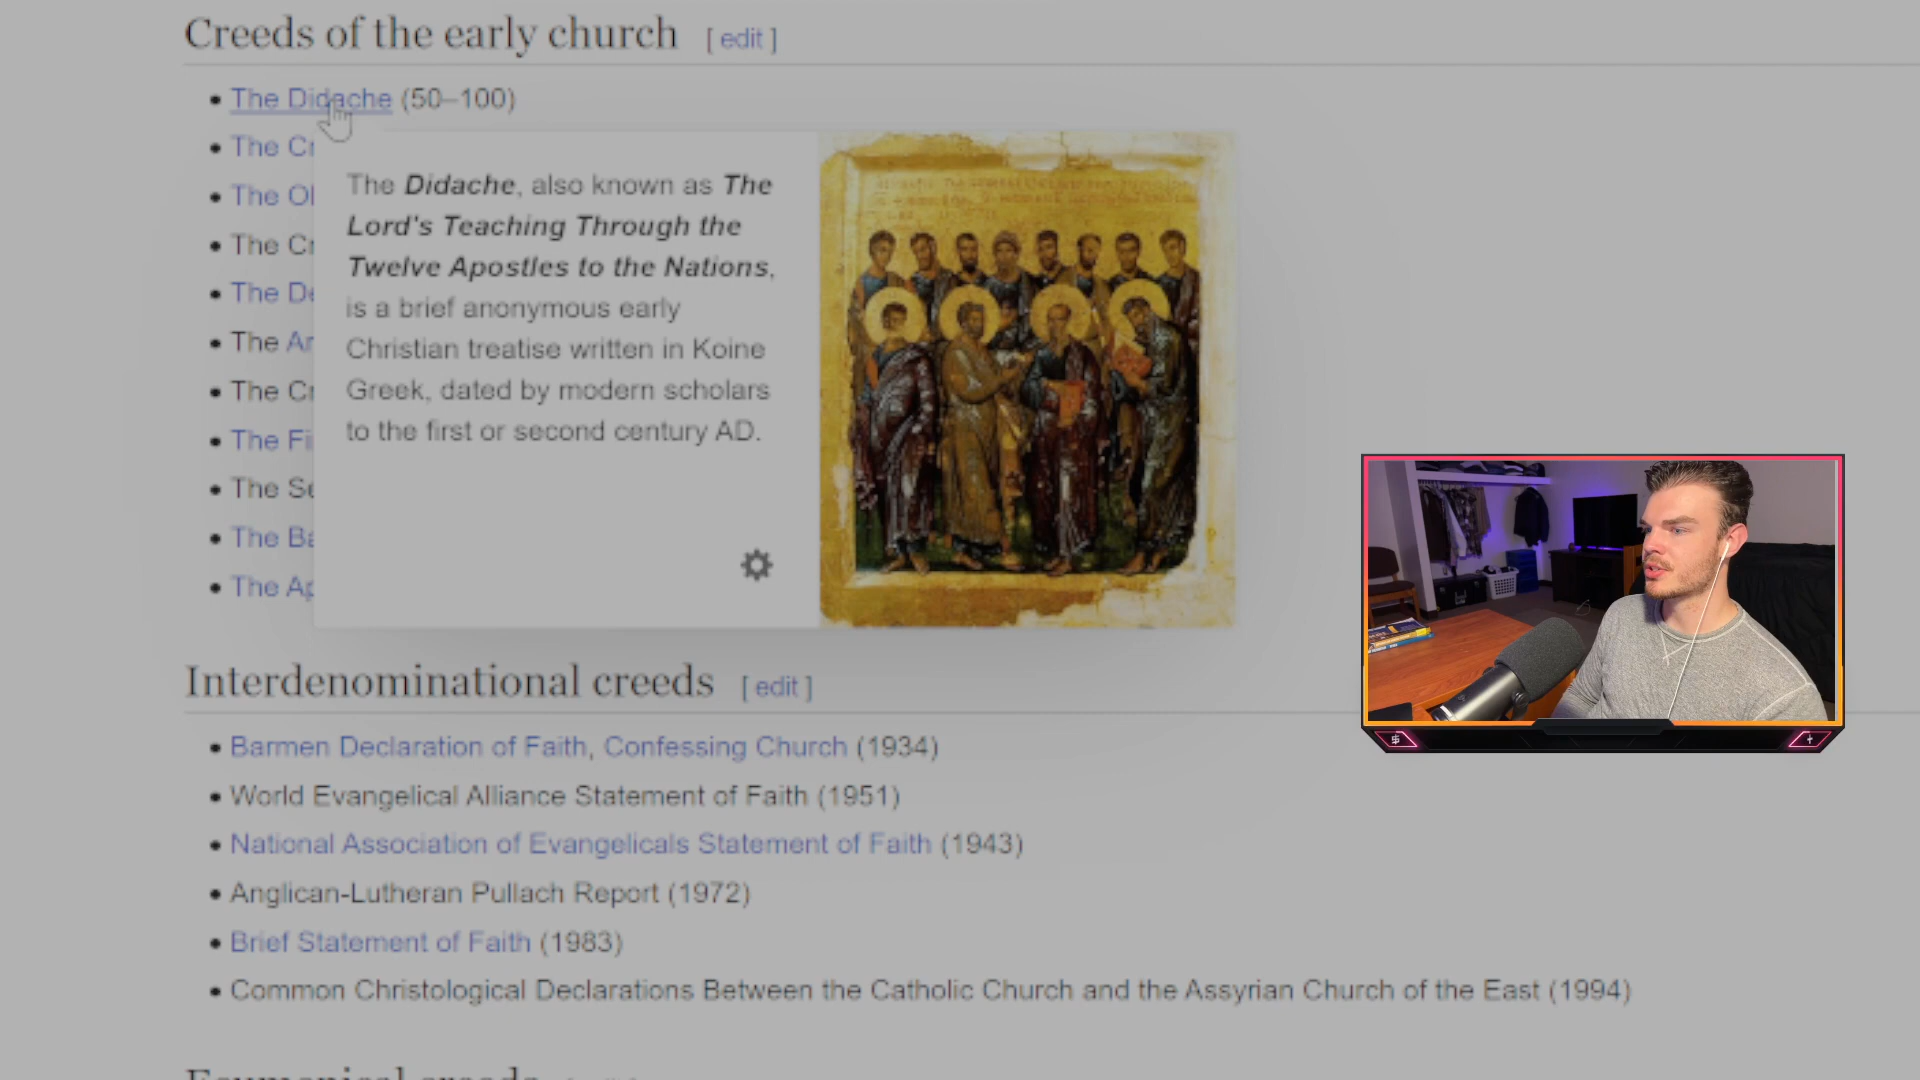 Creeds of the early church [ edit ]
The Didache (50–100)
The Cr
The Ol
The Cr
The De
The Ar
The Cr
The Fi
The Se
The Ba
The Ap
The Didache, also known as The
Lord's Teaching Through the
Twelve Apostles to the Nations,
is a brief anonymous early
Christian treatise written in Koine
Greek, dated by modern scholars
to the first or second century AD.
Interdenominational creeds [ edit ]
Barmen Declaration of Faith, Confessing Church (1934)
World Evangelical Alliance Statement of Faith (1951)
National Association of Evangelicals Statement of Faith (1943)
Anglican-Lutheran Pullach Report (1972)
Brief Statement of Faith (1983)
Common Christological Declarations Between the Catholic Church and the Assyrian Church of the East (1994)